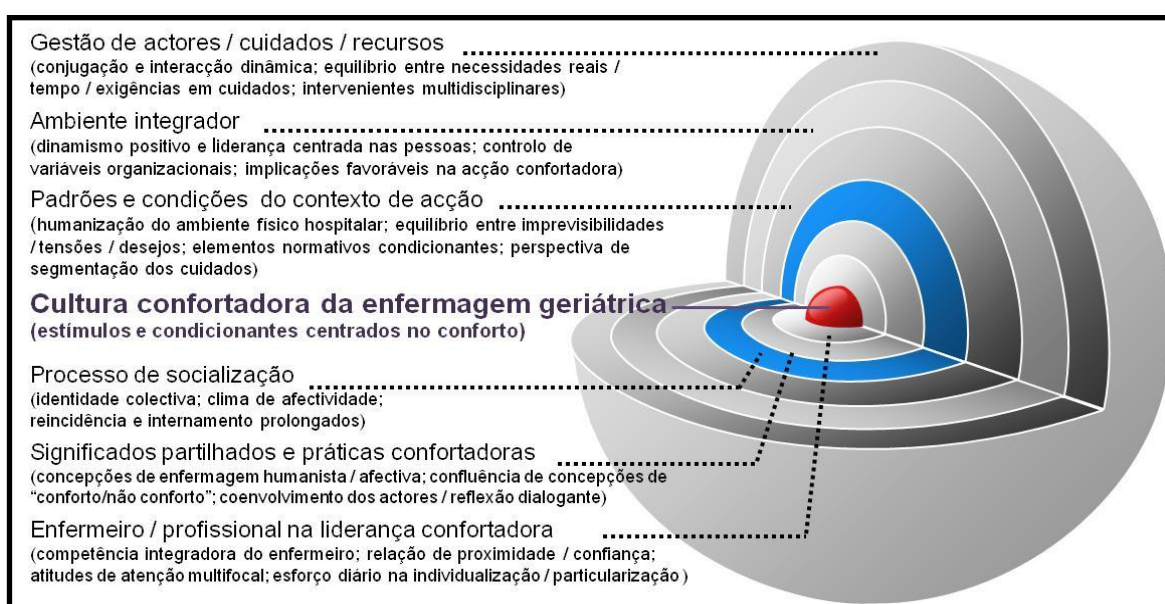 Gestão de actores / cuidados / recursos
(conjugação e interacção dinâmica; equilíbrio entre necessidades reais /
tempo / exigências em cuidados; intervenientes multidisciplinares)
Ambiente integrador
(dinamismo positivo e liderança centrada nas pessoas; controlo de
variáveis organizacionais; implicações favoráveis na acção confortadora)
Padrões e condições do contexto de acção
(humanização do ambiente físico hospitalar; equilíbrio entre imprevisibilidades
/ tensões / desejos; elementos normativos condicionantes; perspectiva de
segmentação dos cuidados)
Cultura confortadora da enfermagem geriátrica
(estímulos e condicionantes centrados no conforto)
Processo de socialização
(identidade colectiva; clima de afectividade;
reincidência e internamento prolongados)
Significados partilhados e práticas confortadoras
(concepções de enfermagem humanista / afectiva; confluência de concepções de
“conforto/não conforto”; coenvolvimento dos actores / reflexão dialogante)
Enfermeiro / profissional na liderança confortadora
(competência integradora do enfermeiro; relação de proximidade / confiança;
atitudes de atenção multifocal; esforço diário na individualização / particularização)